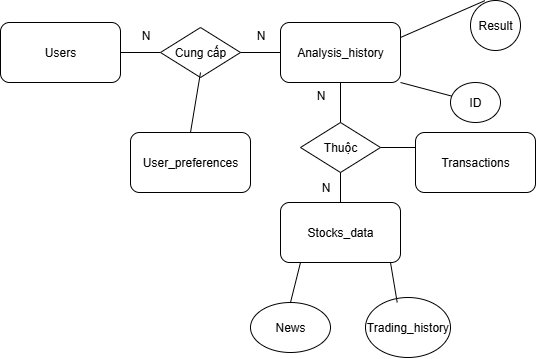 Result
N
N
Users
Cung cấp
Analysis_history
N
ID
User_preferences
Thuộc
Transactions
N
Stocks_data
News
Trading_history